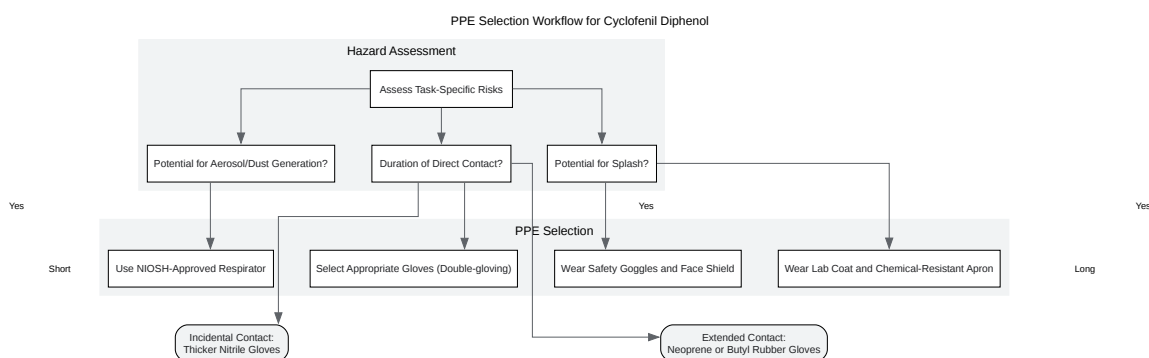 PPE Selection Workflow for Cyclofenil Diphenol
Hazard Assessment
Assess Task-Specific Risks
Potential for Aerosol/Dust Generation?
Duration of Direct Contact?
Potential for Splash?
Yes
Yes
Yes
PPE Selection
Short
Use NIOSH-Approved Respirator
Select Appropriate Gloves (Double-gloving)
Wear Safety Goggles and Face Shield
Wear Lab Coat and Chemical-Resistant Apron
Long
Incidental Contact:
Thicker Nitrile Gloves
Extended Contact:
Neoprene or Butyl Rubber Gloves